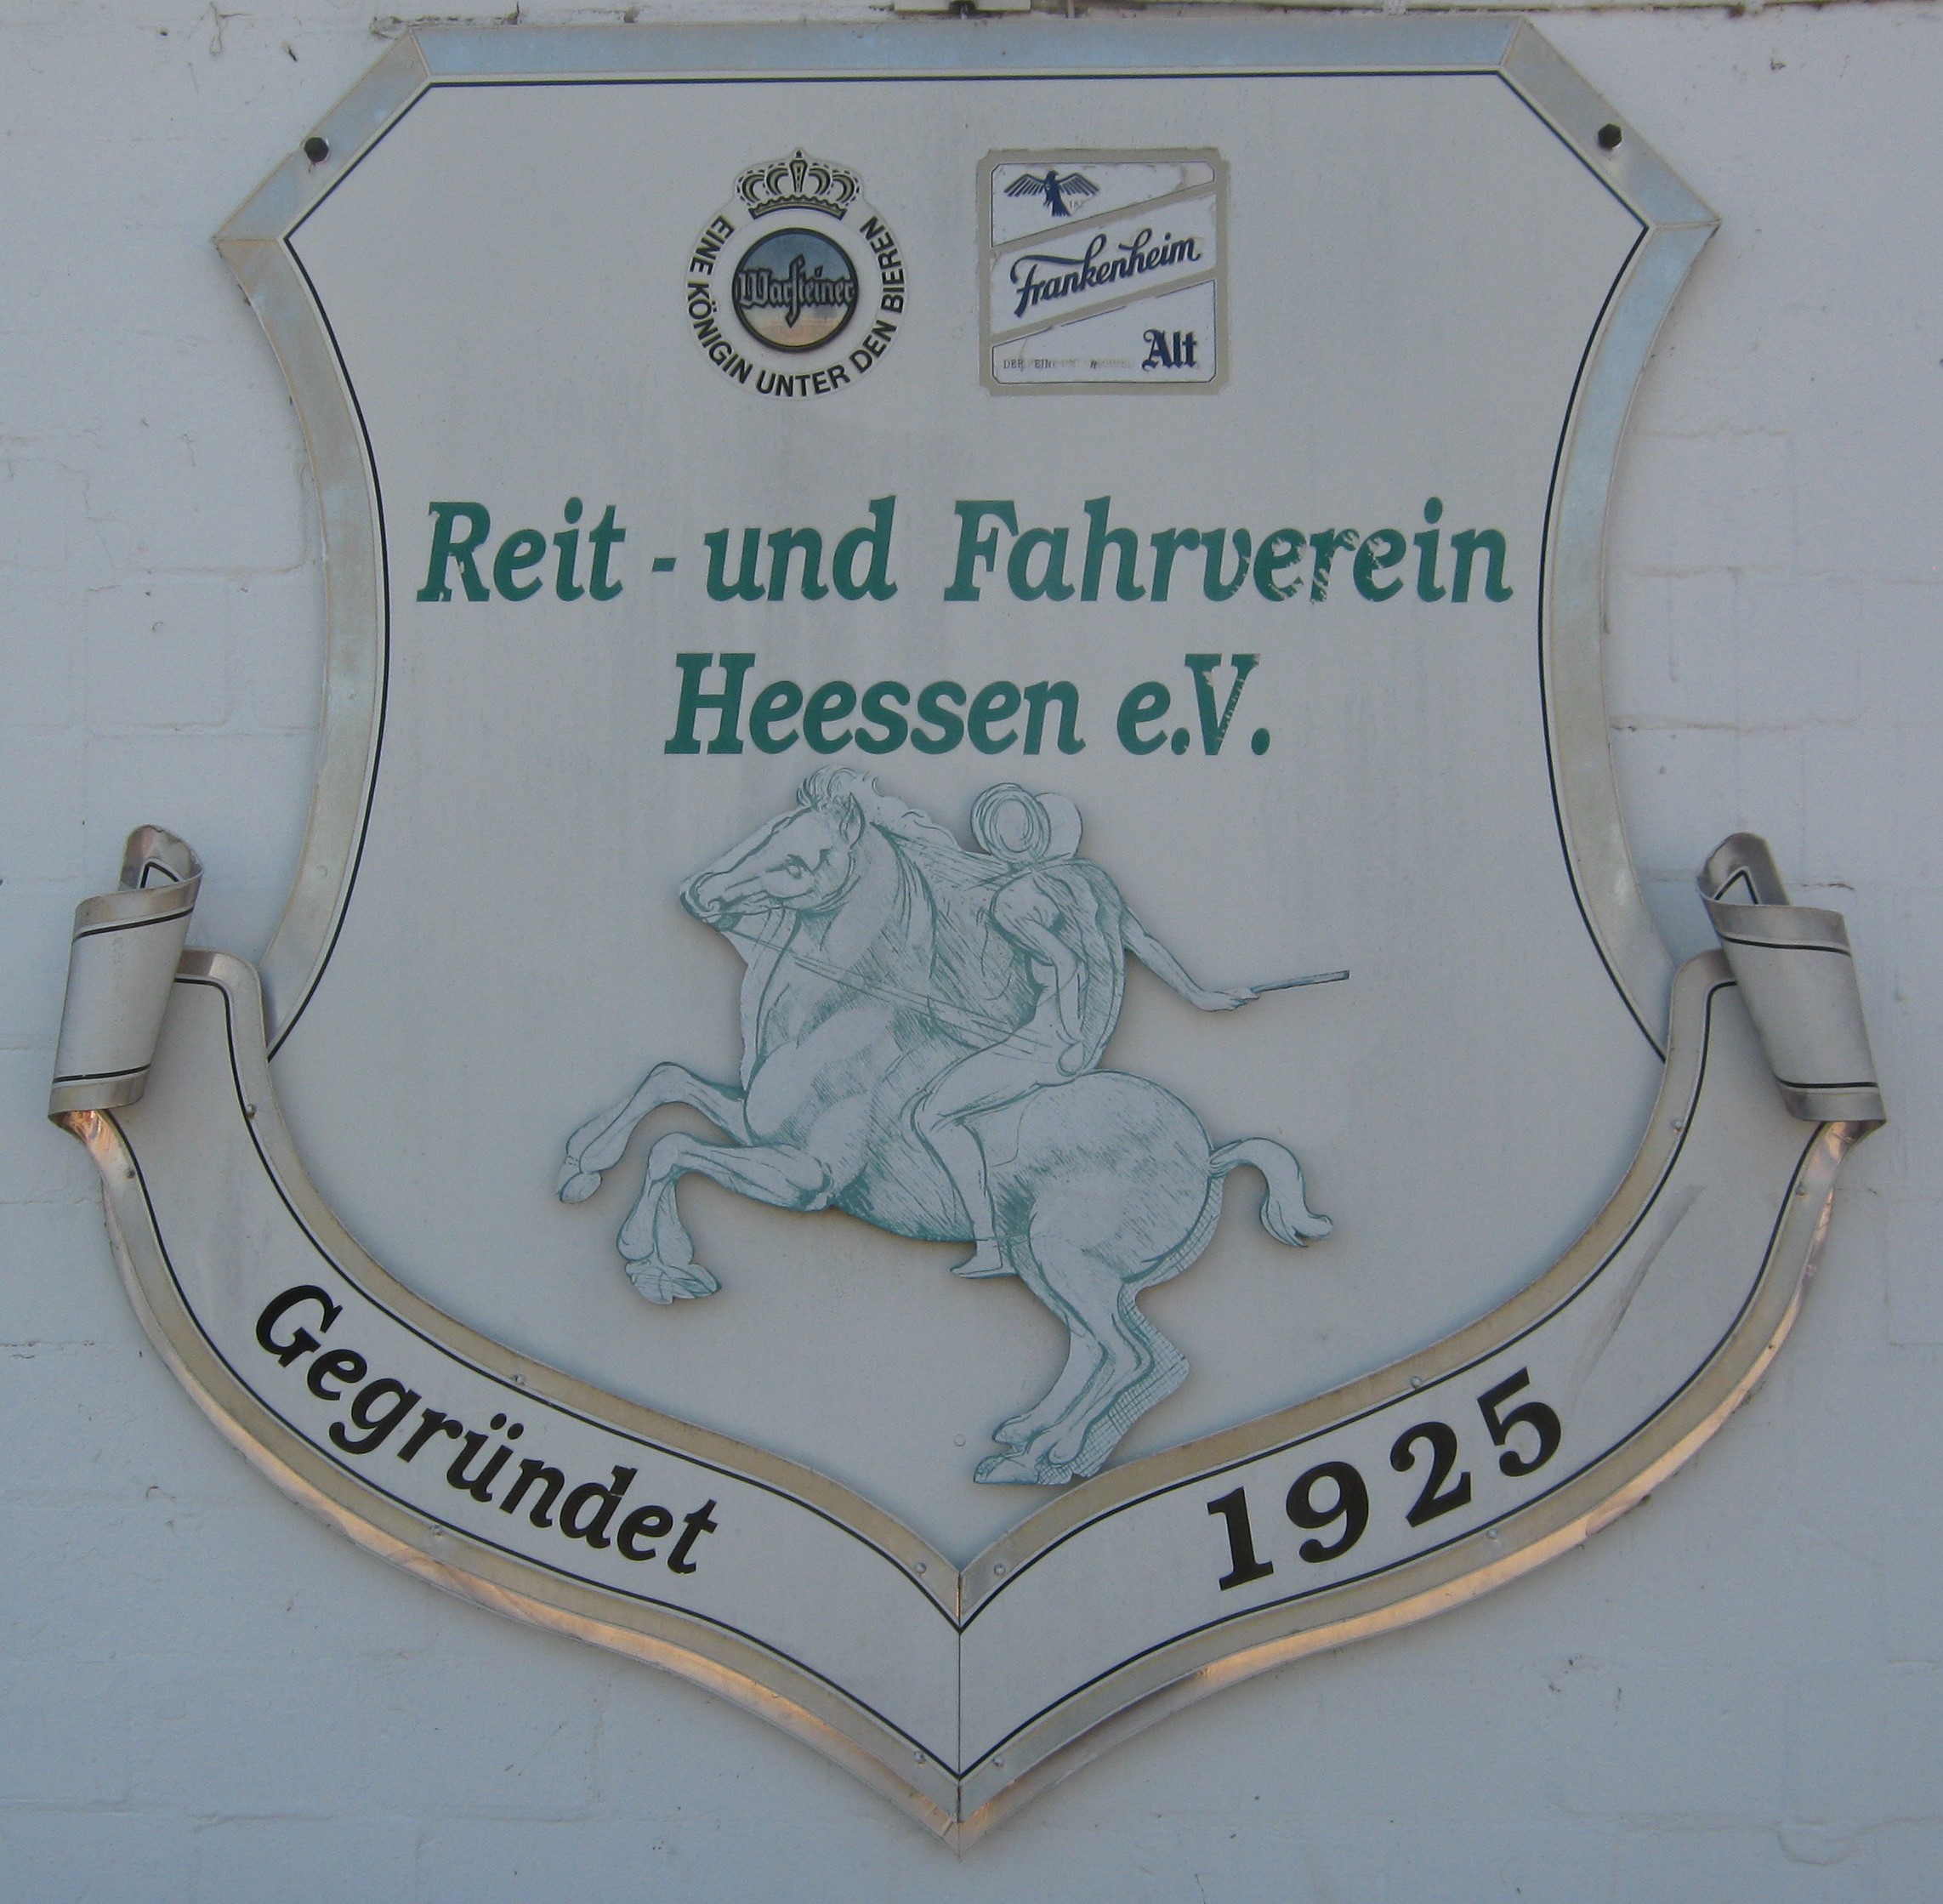 EINE KÖNIGIN UNTER DEN BIEREN
Warsteiner
Frankenheim
Alt
Reit - und Fahrverein
Heessen e.V.
Gegründet 1925